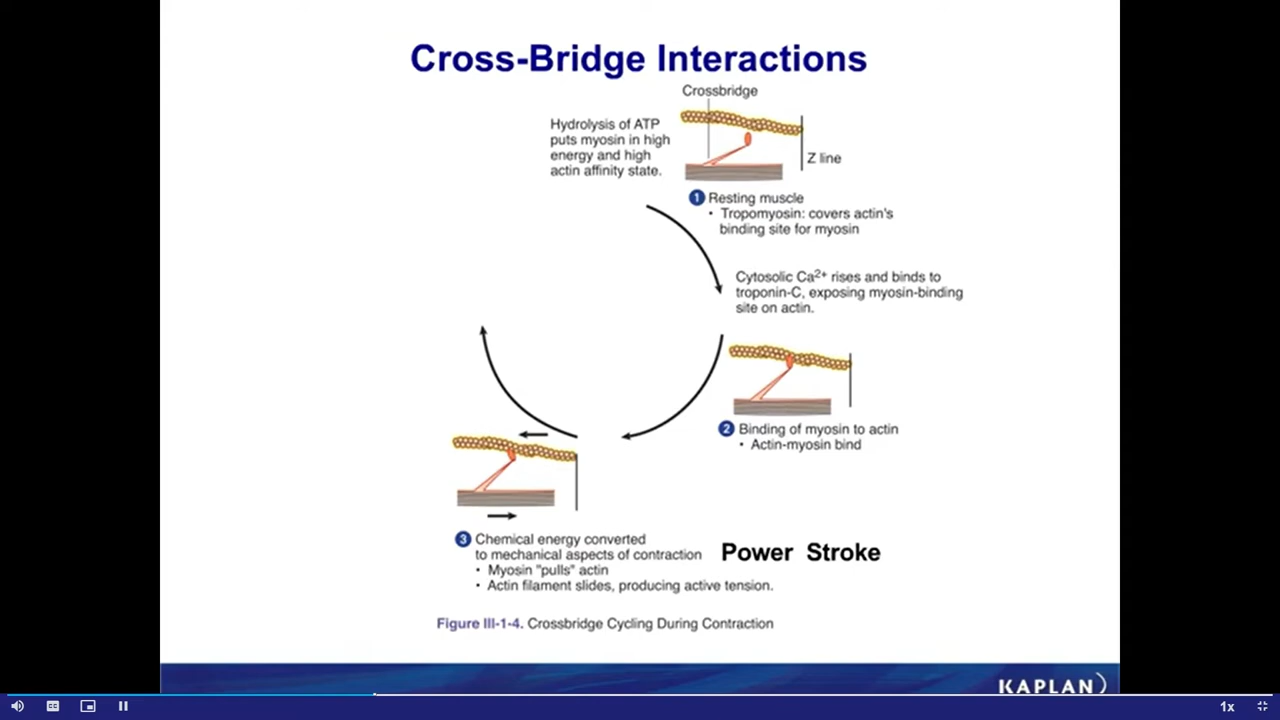 Cross-Bridge Interactions
Crossbridge
Hydrolysis of ATP
puts myosin in high
energy and high
actin affinity state.
Z line
1 Resting muscle
• Tropomyosin: covers actin's
binding site for myosin
Cytosolic Ca2+ rises and binds to
troponin-C, exposing myosin-binding
site on actin.
2 Binding of myosin to actin
• Actin-myosin bind
3 Chemical energy converted
to mechanical aspects of contraction
• Myosin "pulls" actin
• Actin filament slides, producing active tension.
Power Stroke
Figure III-1-4. Crossbridge Cycling During Contraction
KAPLAN
CC
1x